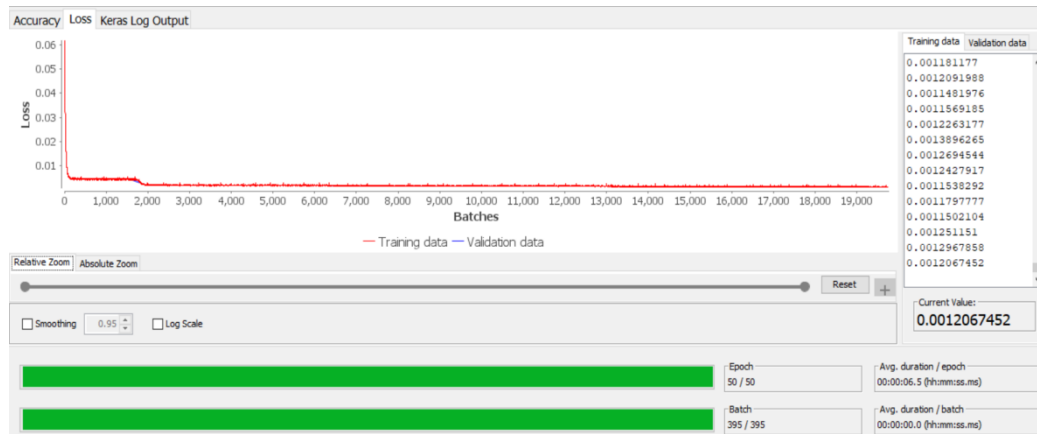 Accuracy Loss Keras Log Output
Loss
0.06
0.05
0.04
0.03
0.02
0.01
0 1,000 2,000 3,000 4,000 5,000 6,000 7,000 8,000 9,000 10,000 11,000 12,000 13,000 14,000 15,000 16,000 17,000 18,000 19,000
Batches
Training data Validation data
Training data Validation data
0.001181177
0.0012091988
0.0011481976
0.0011569185
0.0012263177
0.0013896265
0.0012694544
0.0012427917
0.0011538292
0.0011797777
0.0011502104
0.001251151
0.0012967858
0.0012067452
Relative Zoom Absolute Zoom
Reset +
Current Value:
0.0012067452
Smoothing 0.95 Log Scale
Epoch
50 / 50
Avg. duration / epoch
00:00:06.5 (hh:mm:ss.ms)
Batch
395 / 395
Avg. duration / batch
00:00:00.0 (hh:mm:ss.ms)